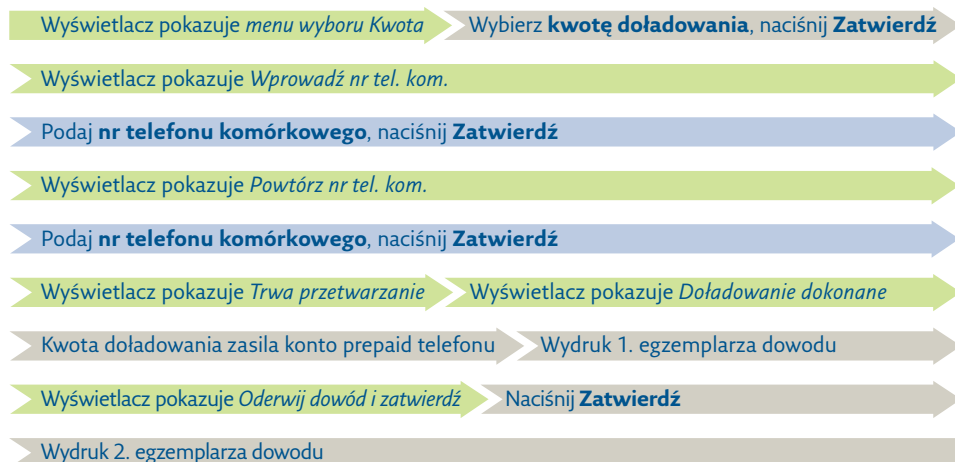 Wyświetlacz pokazuje menu wyboru Kwota Wybierz kwotę doładowania, naciśnij Zatwierdź
Wyświetlacz pokazuje Wprowadź nr tel. kom.
Podaj nr telefonu komórkowego, naciśnij Zatwierdź
Wyświetlacz pokazuje Powtórz nr tel. kom.
Podaj nr telefonu komórkowego, naciśnij Zatwierdź
Wyświetlacz pokazuje Trwa przetwarzanie Wyświetlacz pokazuje Doładowanie dokonane
Kwota doładowania zasila konto prepaid telefonu Wydruk 1. egzemplarza dowodu
Wyświetlacz pokazuje Oderwij dowód i zatwierdź Naciśnij Zatwierdź
Wydruk 2. egzemplarza dowodu